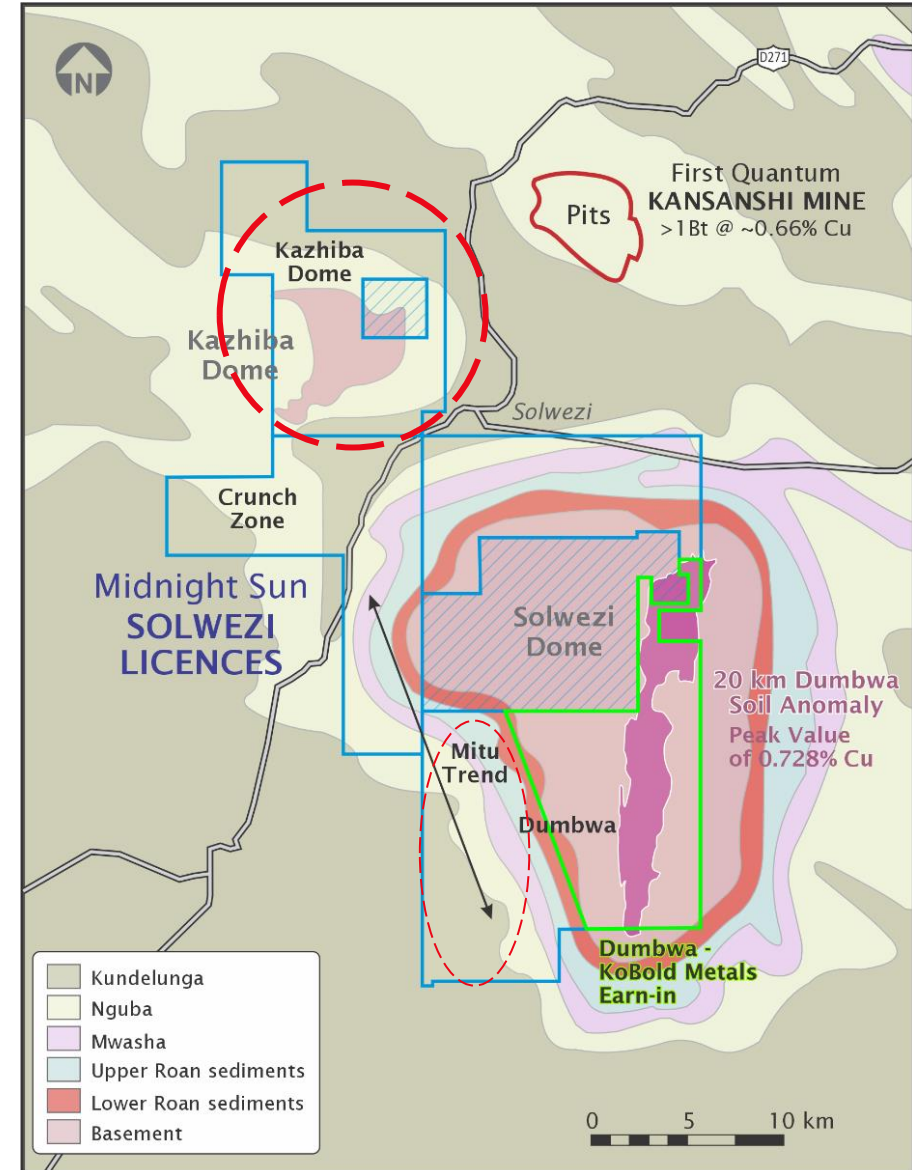 N
D271
First Quantum
KANSANSHI MINE
>1Bt @ ~0.66% Cu
Pits
Kazhiba
Dome
Kazhiba
Dome
Solwezi
Crunch
Zone
Midnight Sun
SOLWEZI
LICENCES
Solwezi
Dome
20 km Dumbwa
Soil Anomaly
Peak Value
of 0.728% Cu
Mitu
Trend
Dumbwa
Dumbwa -
KoBold Metals
Earn-in
Kundelunga
Nguba
Mwasha
Upper Roan sediments
Lower Roan sediments
Basement
0 5 10 km